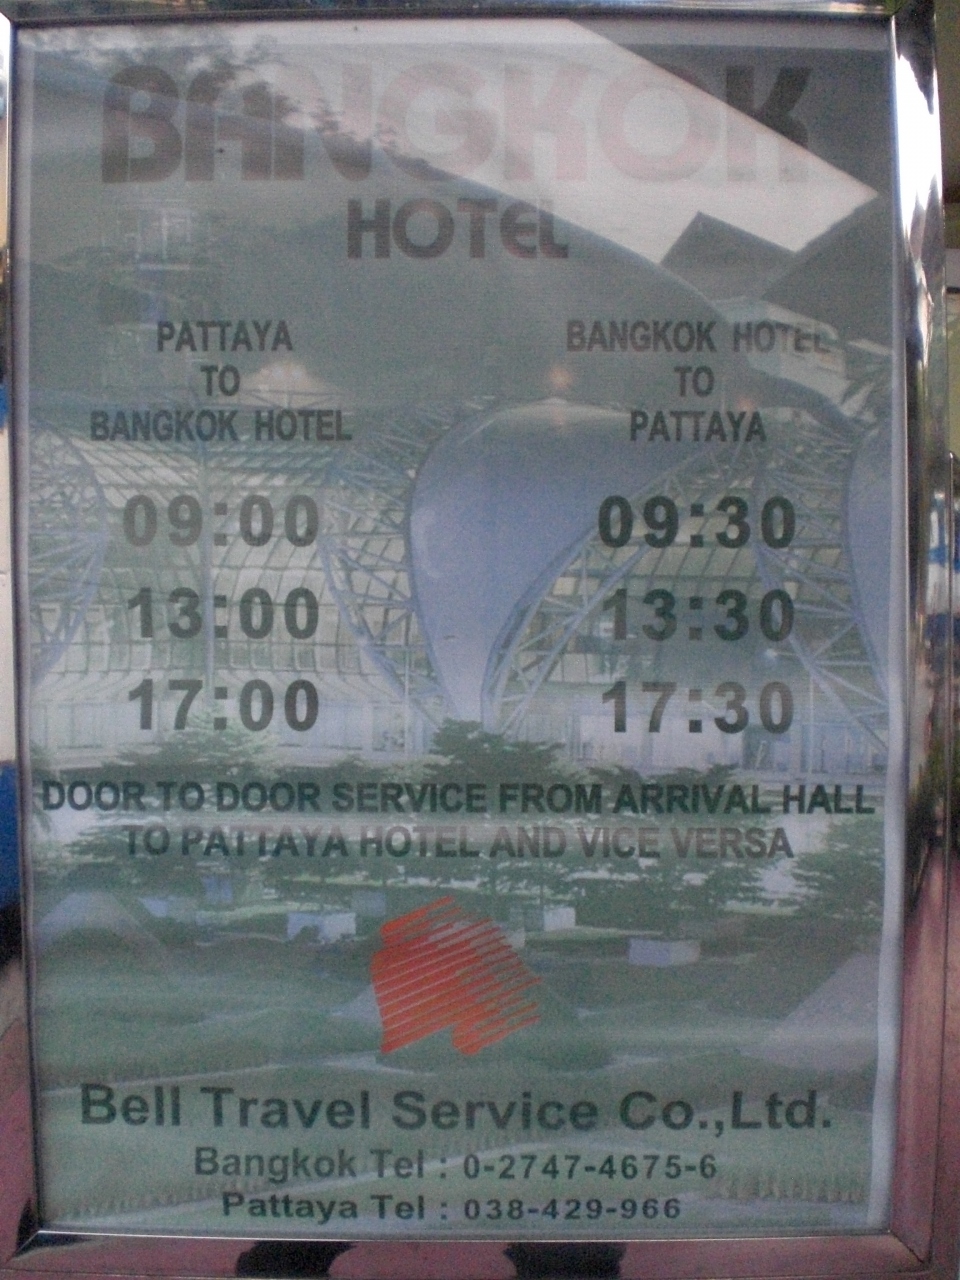 BANGKOK
HOTEL
PATTAYA
TO
BANGKOK HOTEL
09:00
13:00
17:00
BANGKOK HOTEL
TO
PATTAYA
09:30
13:30
17:30
DOOR TO DOOR SERVICE FROM ARRIVAL HALL
TO PATTAYA HOTEL AND VICE VERSA
Bell Travel Service Co.,Ltd.
Bangkok Tel : 0-2747-4675-6
Pattaya Tel : 038-429-966